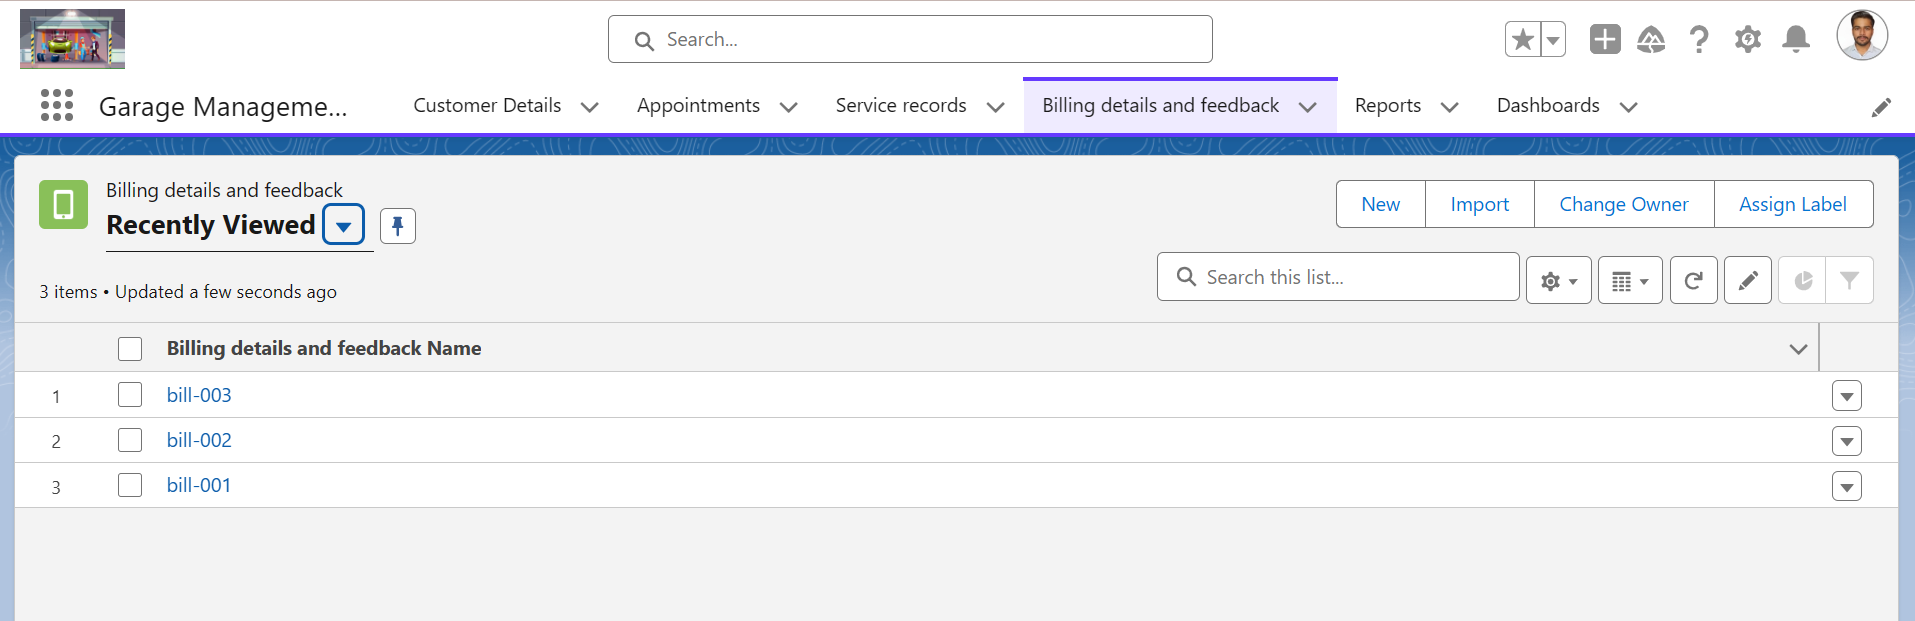 Search...
Garage Manageme...
Customer Details
Appointments
Service records
Billing details and feedback
Reports
Dashboards
Billing details and feedback
Recently Viewed
New
Import
Change Owner
Assign Label
3 items • Updated a few seconds ago
Search this list...
Billing details and feedback Name
1 bill-003
2 bill-002
3 bill-001